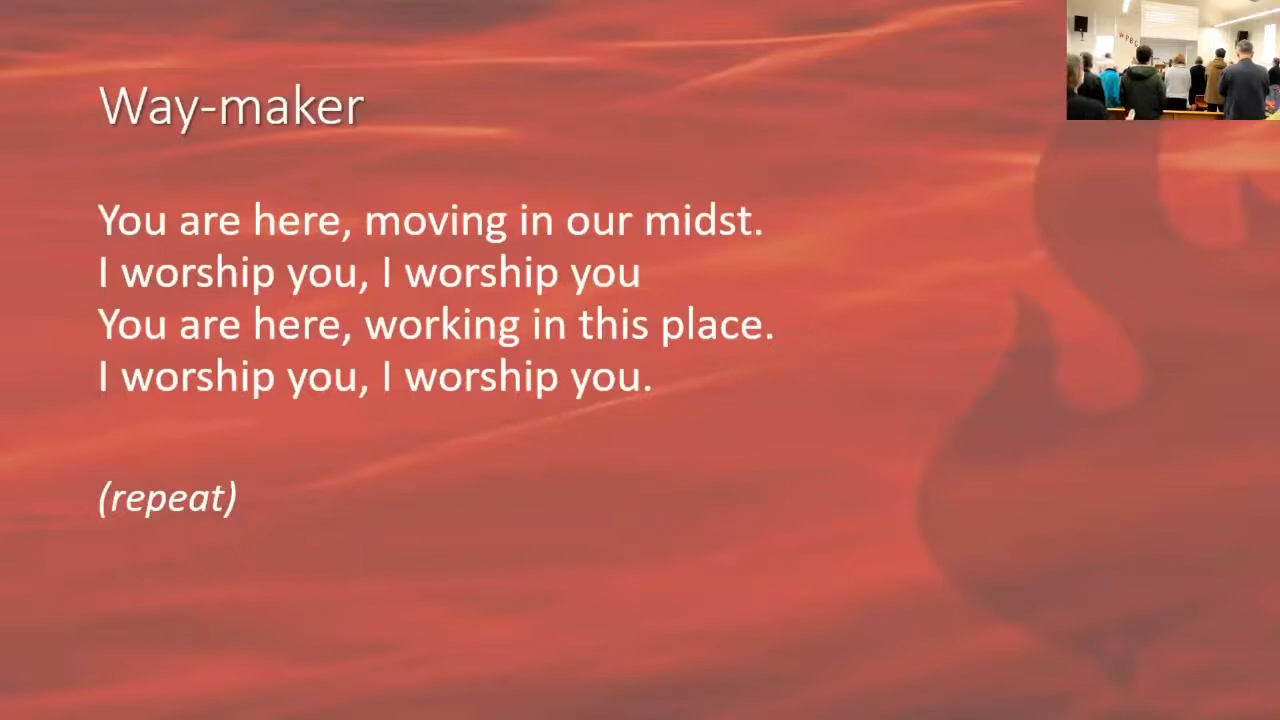 Way-maker
You are here, moving in our midst.
I worship you, I worship you
You are here, working in this place.
I worship you, I worship you.
(repeat)